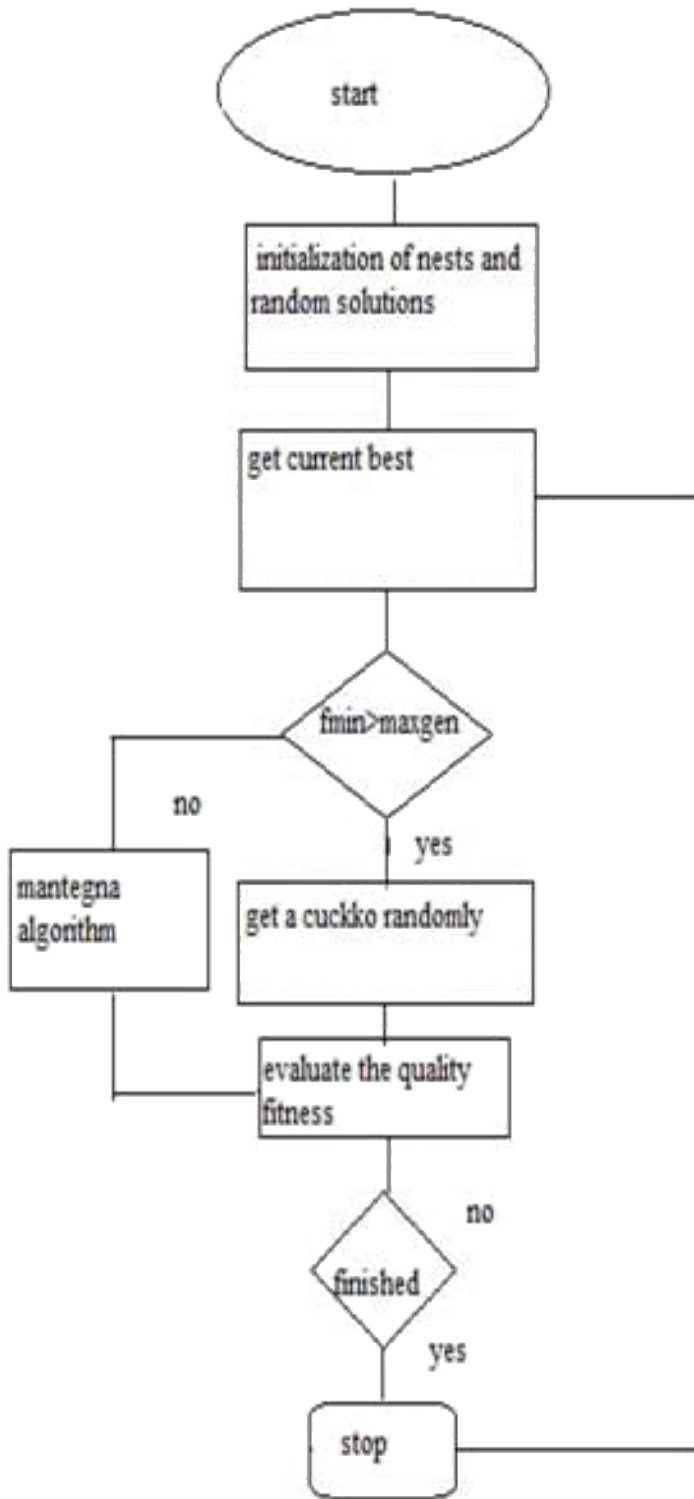 start
initialization of nests and
random solutions
get current best
fmin>maxgen
no
yes
mantegna
algorithm
get a cuckko randomly
evaluate the quality
fitness
no
finished
yes
stop